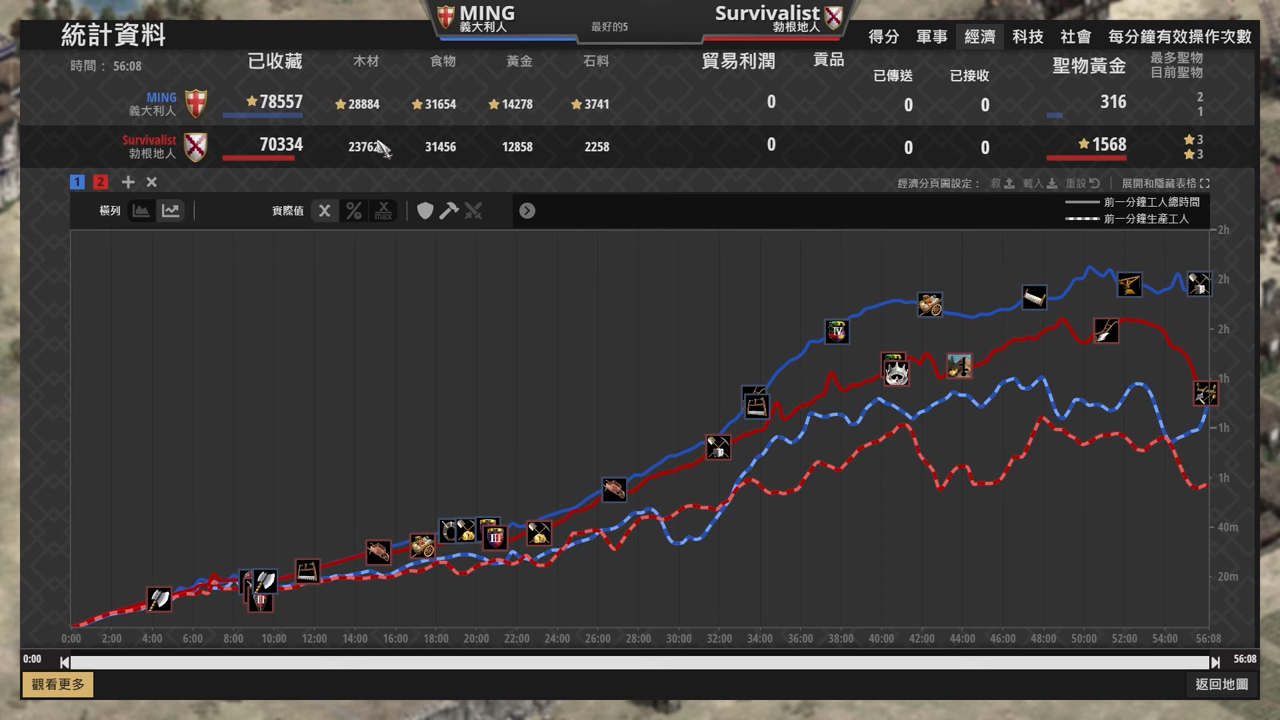 MING
義大利人
最好的5
Survivalist
勃根地人
統計資料
得分 軍事 經濟 科技 社會 每分鐘有效操作次數
時間： 56:08
已收藏 木材 食物 黃金 石料 貿易利潤 貢品 已傳送 已接收 聖物黃金 最多聖物
目前聖物
MING
義大利人
78557 28884 31654 14278 3741 0 0 0 316 2
1
Survivalist
勃根地人
70334 23762 31456 12858 2258 0 0 0 1568 3
3
1 2
經濟分頁圖設定： 載入 重設 展開和隱藏表格
橫列 實際值 X % X
max
前一分鐘工人總時間
前一分鐘生產工人
2h
2h
2h
1h
1h
1h
40m
20m
IV
III
II
0:00 2:00 4:00 6:00 8:00 10:00 12:00 14:00 16:00 18:00 20:00 22:00 24:00 26:00 28:00 30:00 32:00 34:00 36:00 38:00 40:00 42:00 44:00 46:00 48:00 50:00 52:00 54:00 56:08
0:00 56:08
觀看更多 返回地圖